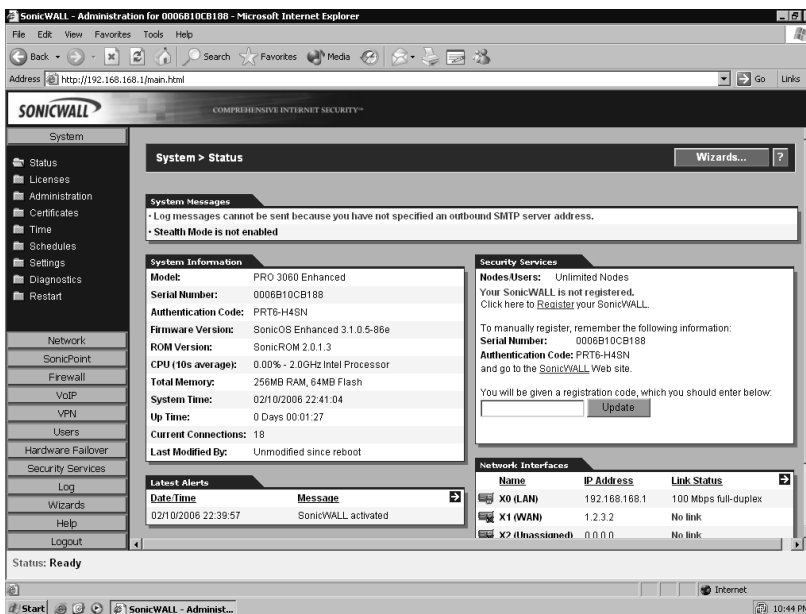 SonicWALL - Administration for 0006B10CB188 - Microsoft Internet Explorer
File Edit View Favorites Tools Help
Back Search Favorites Media
Address http://192.168.168.1/main.html Go Links
SONICWALL COMPREHENSIVE INTERNET SECURITY™
System
Status
Licenses
Administration
Certificates
Time
Schedules
Settings
Diagnostics
Restart
Network
SonicPoint
Firewall
VoIP
VPN
Users
Hardware Failover
Security Services
Log
Wizards
Help
Logout
System > Status Wizards... ?
System Messages
· Log messages cannot be sent because you have not specified an outbound SMTP server address.
· Stealth Mode is not enabled
System Information
Model: PRO 3060 Enhanced
Serial Number: 0006B10CB188
Authentication Code: PRT6-H4SN
Firmware Version: SonicOS Enhanced 3.1.0.5-86e
ROM Version: SonicROM 2.0.1.3
CPU (10s average): 0.00% - 2.0GHz Intel Processor
Total Memory: 256MB RAM, 64MB Flash
System Time: 02/10/2006 22:41:04
Up Time: 0 Days 00:01:27
Current Connections: 18
Last Modified By: Unmodified since reboot
Latest Alerts
Date/Time Message
02/10/2006 22:39:57 SonicWALL activated
Security Services
Nodes/Users: Unlimited Nodes
Your SonicWALL is not registered.
Click here to Register your SonicWALL.
To manually register, remember the following information:
Serial Number: 0006B10CB188
Authentication Code: PRT6-H4SN
and go to the SonicWALL Web site.
You will be given a registration code, which you should enter below:
Update
Network Interfaces
Name IP Address Link Status
X0 (LAN) 192.168.168.1 100 Mbps full-duplex
X1 (WAN) 1.2.3.2 No link
X2 (Unassigned) 0.0.0.0 No link
Status: Ready
Internet
Start SonicWALL - Administ... 10:44 PM